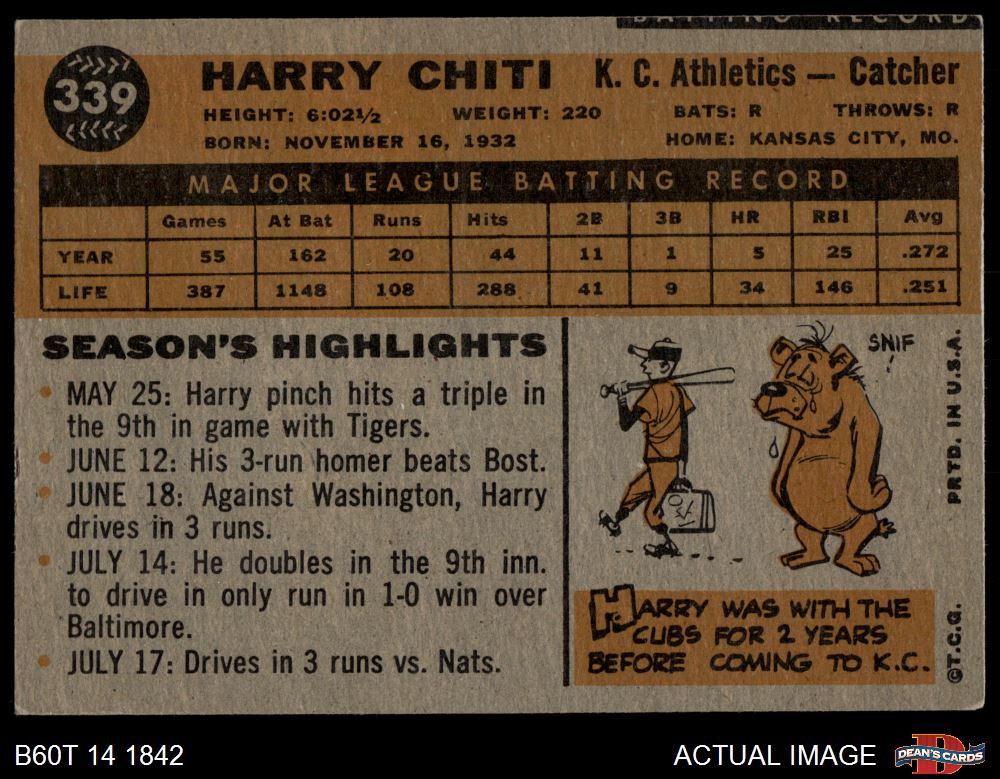 BATTING RECORD
339
HARRY CHITI K. C. Athletics — Catcher
HEIGHT: 6:02½ WEIGHT: 220 BATS: R THROWS: R
BORN: NOVEMBER 16, 1932 HOME: KANSAS CITY, MO.
MAJOR LEAGUE BATTING RECORD
Games At Bat Runs Hits 2B 3B HR RBI Avg
YEAR 55 162 20 44 11 1 5 25 .272
LIFE 387 1148 108 288 41 9 34 146 .251
SEASON'S HIGHLIGHTS
• MAY 25: Harry pinch hits a triple in
the 9th in game with Tigers.
• JUNE 12: His 3-run homer beats Bost.
• JUNE 18: Against Washington, Harry
drives in 3 runs.
• JULY 14: He doubles in the 9th inn.
to drive in only run in 1-0 win over
Baltimore.
• JULY 17: Drives in 3 runs vs. Nats.
SNIF
!
HARRY WAS WITH THE
CUBS FOR 2 YEARS
BEFORE COMING TO K.C.
©T.C.G. PRTD. IN U.S.A.
B60T 14 1842 ACTUAL IMAGE
DEAN'S CARDS